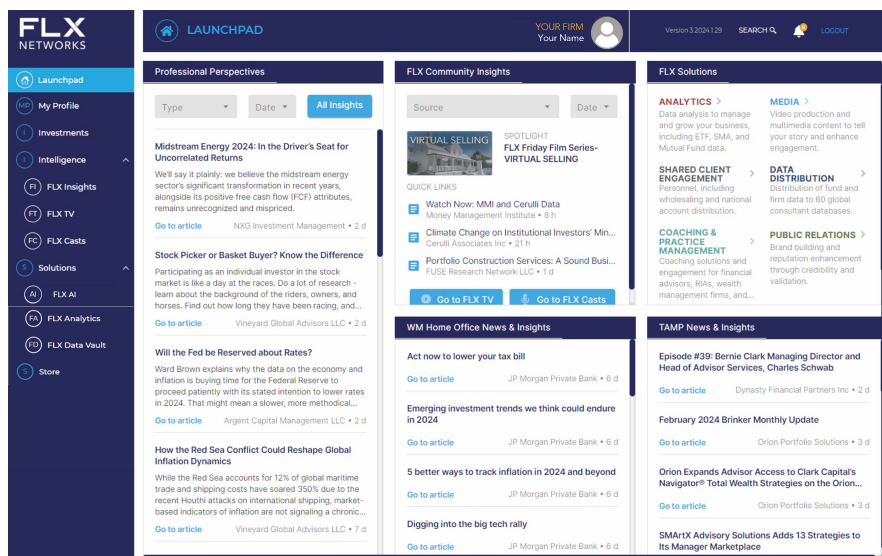 FLX
NETWORKS
LAUNCHPAD
YOUR FIRM
Your Name
Version 3.2024.1.29
SEARCH
LOGOUT
Launchpad
MP
My Profile
I
Investments
I
Intelligence
FI
FLX Insights
FT
FLX TV
FC
FLX Casts
S
Solutions
AI
FLX AI
FA
FLX Analytics
FD
FLX Data Vault
S
Store
Professional Perspectives
Type
Date
All Insights
Midstream Energy 2024: In the Driver's Seat for
Uncorrelated Returns
We'll say it plainly: we believe the midstream energy
sector's significant transformation in recent years,
alongside its positive free cash flow (FCF) attributes,
remains unrecognized and mispriced.
Go to article
NXG Investment Management • 2 d
Stock Picker or Basket Buyer? Know the Difference
Participating as an individual investor in the stock
market is like a day at the races. Do a lot of research -
learn about the background of the riders, owners, and
horses. Find out how long they have been racing, and...
Go to article
Vineyard Global Advisors LLC • 2 d
Will the Fed be Reserved about Rates?
Ward Brown explains why the data on the economy and
inflation is buying time for the Federal Reserve to
proceed patiently with its stated intention to lower rates
in 2024. That might mean a slower, more methodical...
Go to article
Argent Capital Management LLC • 2 d
How the Red Sea Conflict Could Reshape Global
Inflation Dynamics
While the Red Sea accounts for 12% of global maritime
trade and shipping costs have soared 350% due to the
recent Houthi attacks on international shipping, market-
based indicators of inflation are not signaling a chronic...
Go to article
Vineyard Global Advisors LLC • 7 d
FLX Community Insights
Source
Date
VIRTUAL SELLING
SPOTLIGHT
FLX Friday Film Series-
VIRTUAL SELLING
QUICK LINKS
Watch Now: MMI and Cerulli Data
Money Management Institute • 8 h
Climate Change on Institutional Investors' Min...
Cerulli Associates Inc • 21 h
Portfolio Construction Services: A Sound Busi...
FUSE Research Network LLC • 1 d
Go to FLX TV
Go to FLX Casts
FLX Solutions
ANALYTICS
Data analysis to manage
and grow your business,
including ETF, SMA, and
Mutual Fund data.
MEDIA
Video production and
multimedia content to tell
your story and enhance
engagement.
SHARED CLIENT
ENGAGEMENT
Personnel, including
wholesaling and national
account distribution.
DATA
DISTRIBUTION
Distribution of fund and
firm data to 60 global
consultant databases.
COACHING &
PRACTICE
MANAGEMENT
Coaching solutions and
engagement for financial
advisors, RIAs, wealth
management firms, and...
PUBLIC RELATIONS
Brand building and
reputation enhancement
through credibility and
validation.
WM Home Office News & Insights
Act now to lower your tax bill
Go to article
JP Morgan Private Bank • 6 d
Emerging investment trends we think could endure
in 2024
Go to article
JP Morgan Private Bank • 6 d
5 better ways to track inflation in 2024 and beyond
Go to article
JP Morgan Private Bank • 6 d
Digging into the big tech rally
Go to article
JP Morgan Private Bank • 6 d
TAMP News & Insights
Episode #39: Bernie Clark Managing Director and
Head of Advisor Services, Charles Schwab
Go to article
Dynasty Financial Partners Inc • 2 d
February 2024 Brinker Monthly Update
Go to article
Orion Portfolio Solutions • 3 d
Orion Expands Advisor Access to Clark Capital's
Navigator® Total Wealth Strategies on the Orion...
Go to article
Orion Portfolio Solutions • 3 d
SMArtX Advisory Solutions Adds 13 Strategies to
Its Manager Marketplace